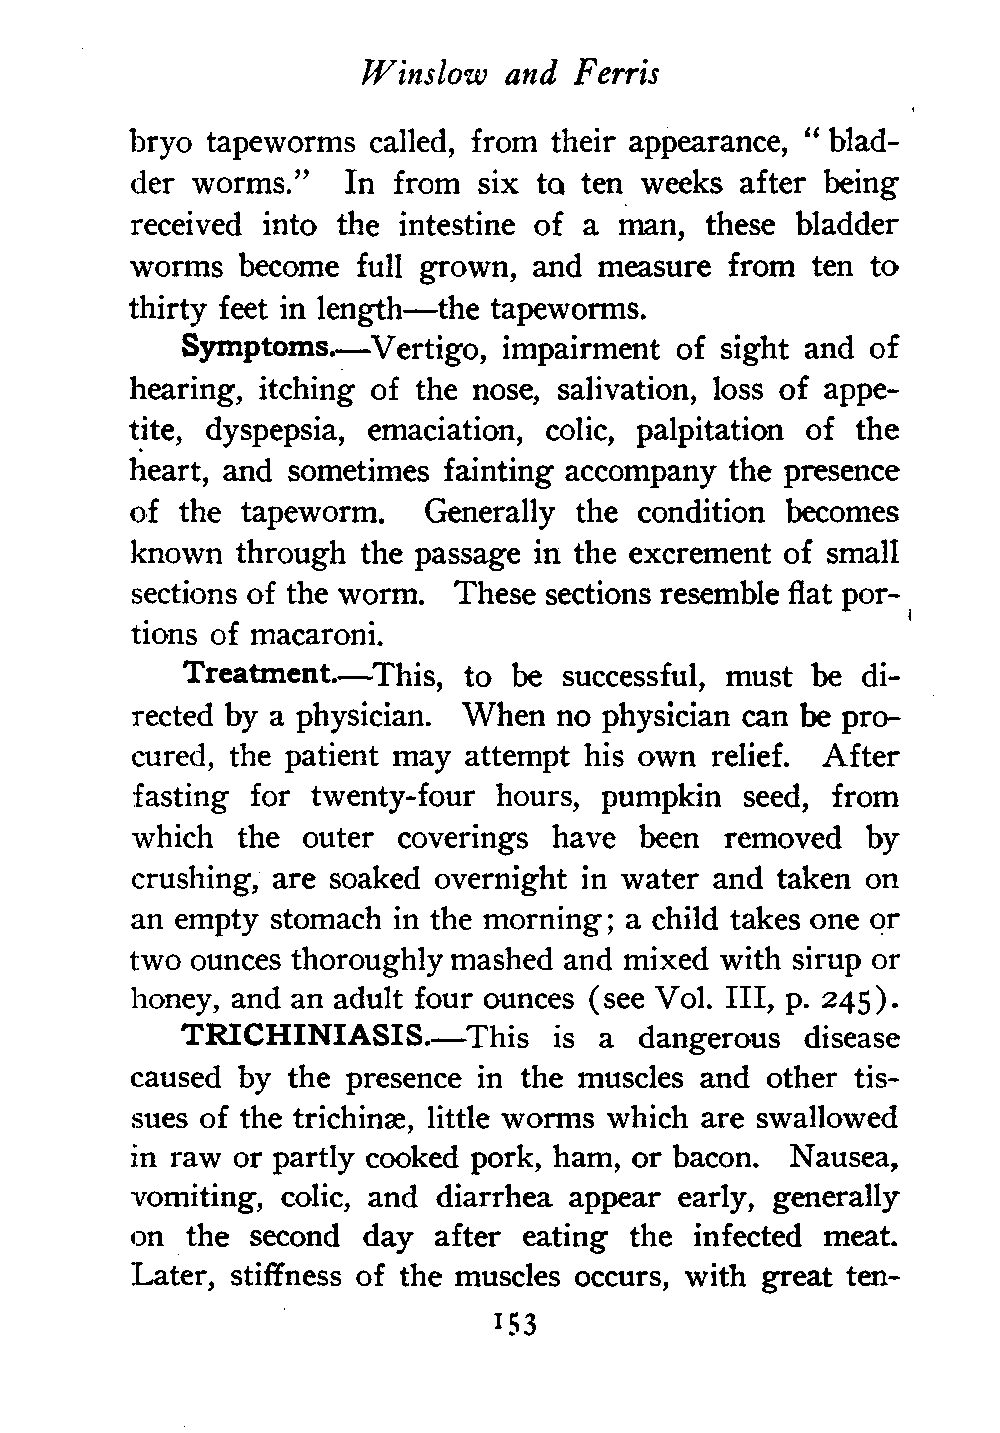 Winslow and Ferris
bryo tapeworms called, from their appearance, " blad-
der worms." In from six to ten weeks after being
received into the intestine of a man, these bladder
worms become full grown, and measure from ten to
thirty feet in length—the tapeworms.
Symptoms.—Vertigo, impairment of sight and of
hearing, itching of the nose, salivation, loss of appe-
tite, dyspepsia, emaciation, colic, palpitation of the
heart, and sometimes fainting accompany the presence
of the tapeworm. Generally the condition becomes
known through the passage in the excrement of small
sections of the worm. These sections resemble flat por-
tions of macaroni.
Treatment.—This, to be successful, must be di-
rected by a physician. When no physician can be pro-
cured, the patient may attempt his own relief. After
fasting for twenty-four hours, pumpkin seed, from
which the outer coverings have been removed by
crushing, are soaked overnight in water and taken on
an empty stomach in the morning; a child takes one or
two ounces thoroughly mashed and mixed with sirup or
honey, and an adult four ounces (see Vol. III, p. 245).
TRICHINIASIS.—This is a dangerous disease
caused by the presence in the muscles and other tis-
sues of the trichinæ, little worms which are swallowed
in raw or partly cooked pork, ham, or bacon. Nausea,
vomiting, colic, and diarrhea appear early, generally
on the second day after eating the infected meat.
Later, stiffness of the muscles occurs, with great ten-
153